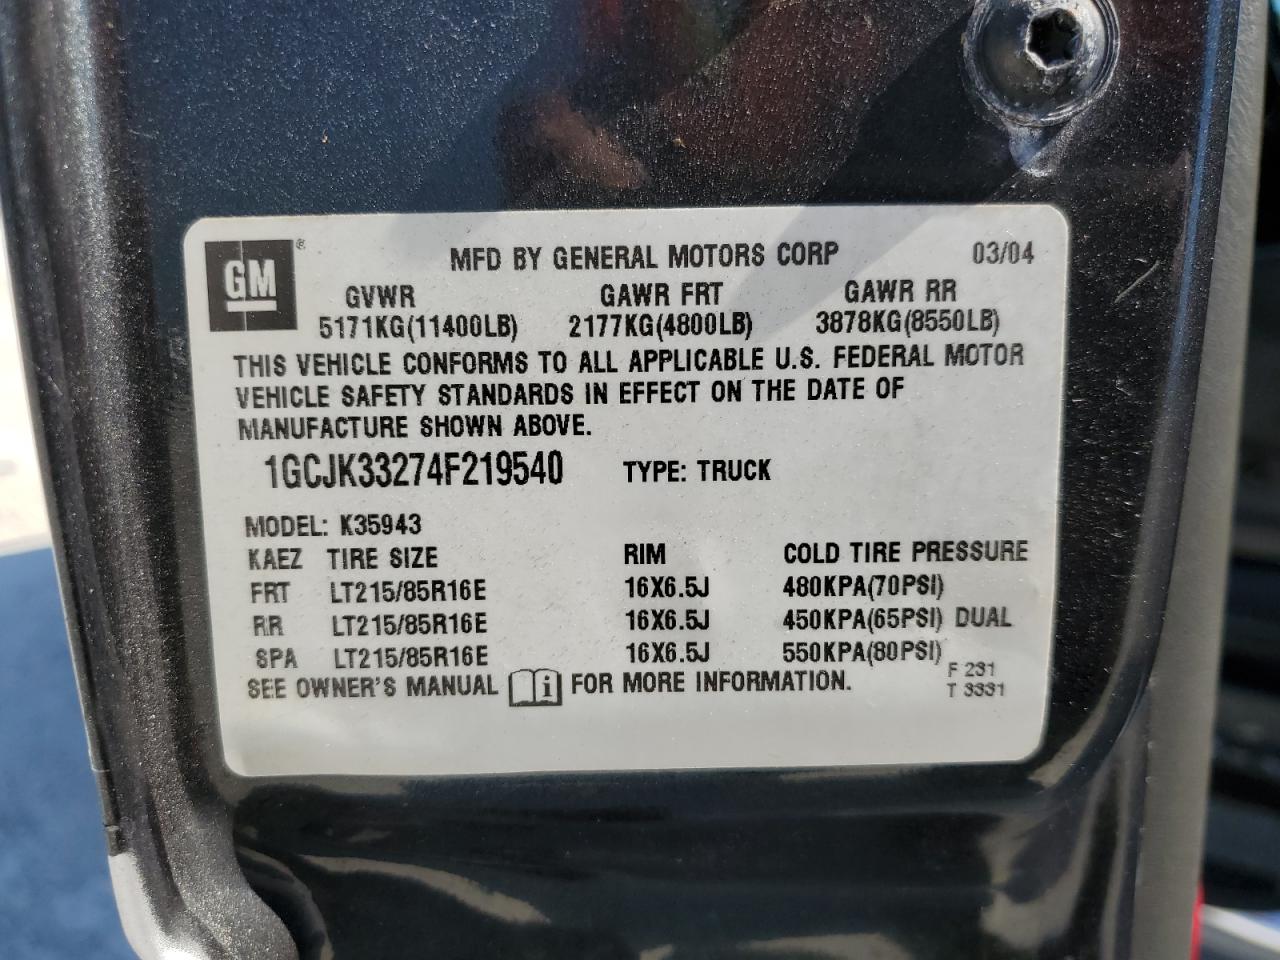 GM ® MFD BY GENERAL MOTORS CORP 03/04
GVWR GAWR FRT GAWR RR
5171KG(11400LB) 2177KG(4800LB) 3878KG(8550LB)
THIS VEHICLE CONFORMS TO ALL APPLICABLE U.S. FEDERAL MOTOR
VEHICLE SAFETY STANDARDS IN EFFECT ON THE DATE OF
MANUFACTURE SHOWN ABOVE.
1GCJK33274F219540 TYPE: TRUCK
MODEL: K35943
KAEZ TIRE SIZE RIM COLD TIRE PRESSURE
FRT LT215/85R16E 16X6.5J 480KPA(70PSI)
RR LT215/85R16E 16X6.5J 450KPA(65PSI) DUAL
SPA LT215/85R16E 16X6.5J 550KPA(80PSI)
SEE OWNER'S MANUAL i FOR MORE INFORMATION.
F 231
T 3331